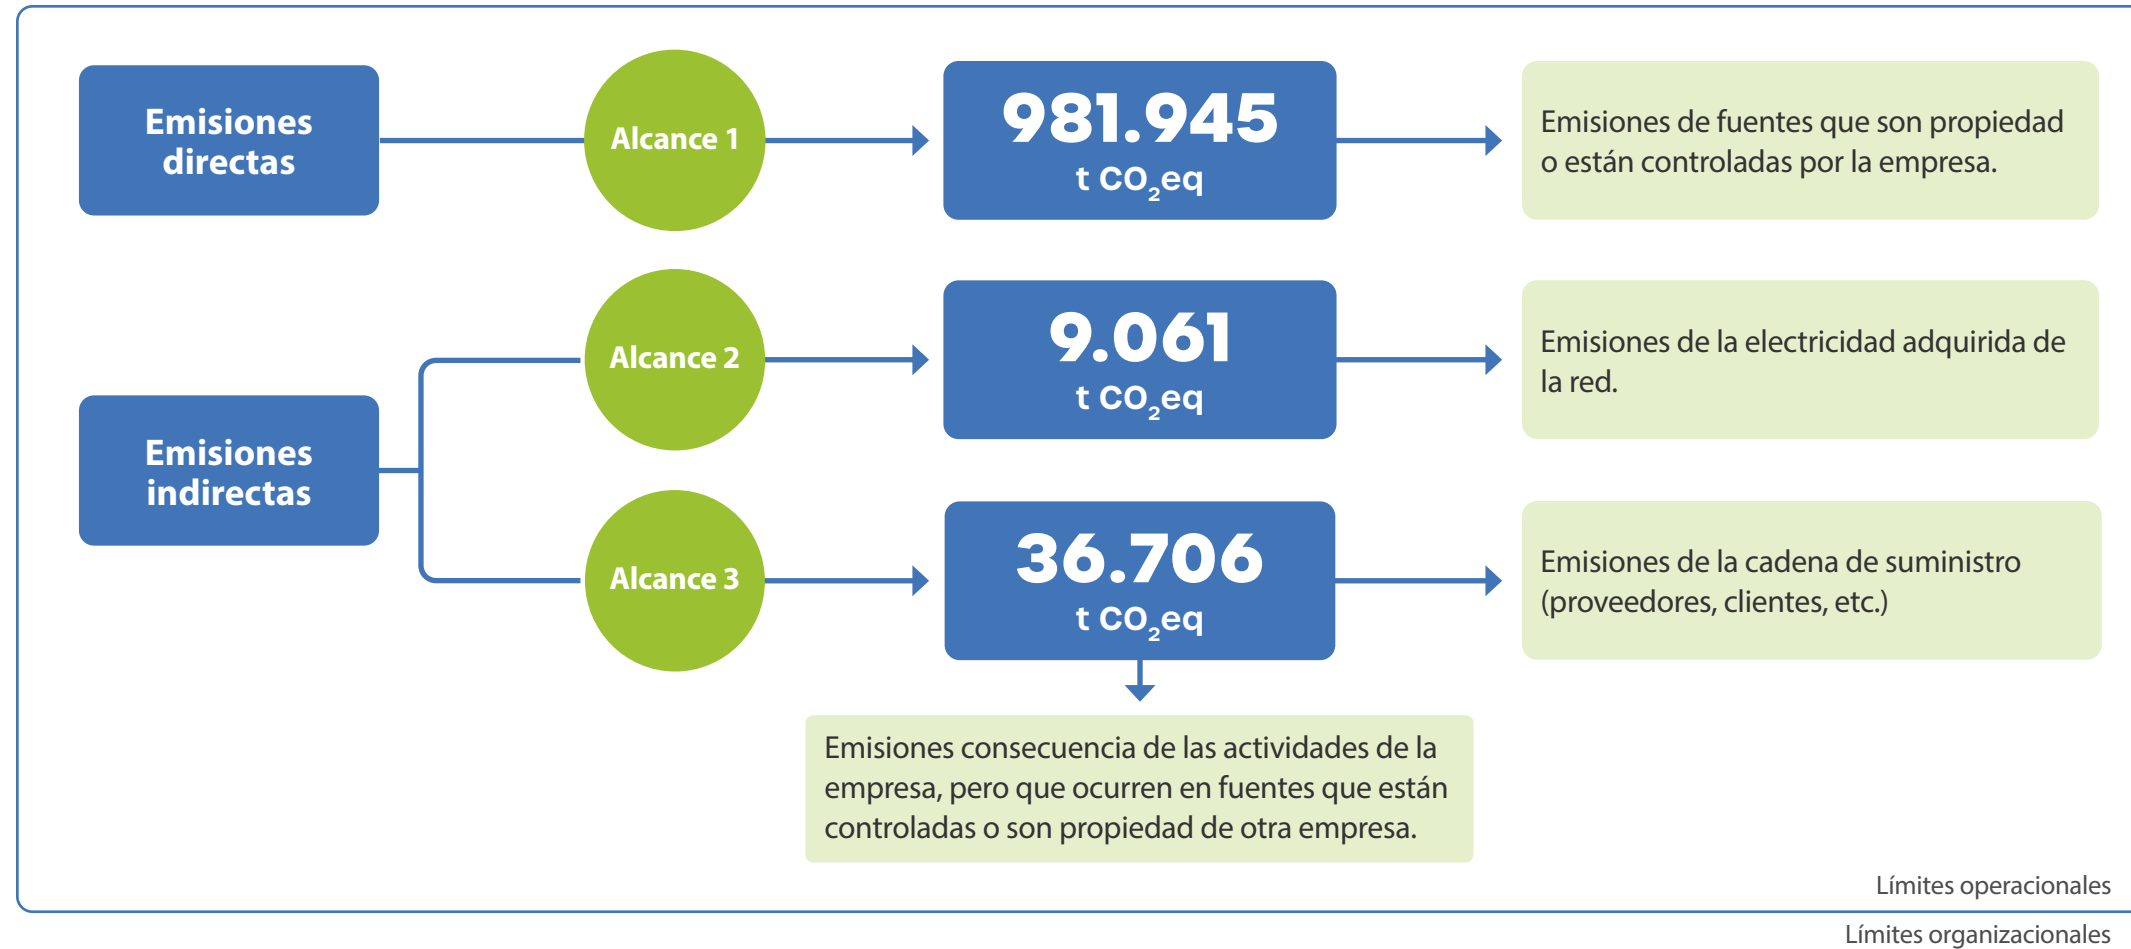 Emisiones
directas
Alcance 1
981.945
t CO₂eq
Emisiones de fuentes que son propiedad
o están controladas por la empresa.
Emisiones
indirectas
Alcance 2
9.061
t CO₂eq
Emisiones de la electricidad adquirida de
la red.
Alcance 3
36.706
t CO₂eq
Emisiones de la cadena de suministro
(proveedores, clientes, etc.)
Emisiones consecuencia de las actividades de la
empresa, pero que ocurren en fuentes que están
controladas o son propiedad de otra empresa.
Límites operacionales
Límites organizacionales